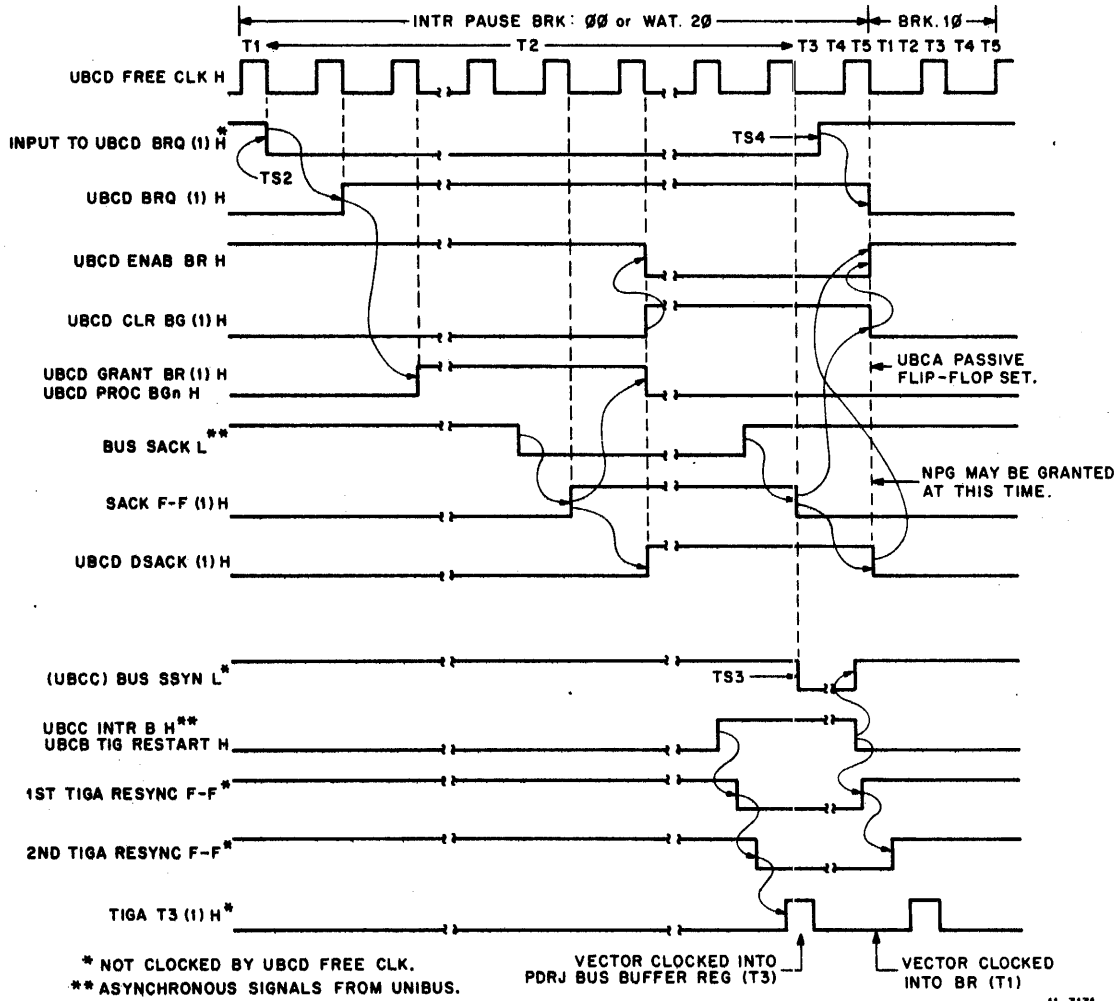 INTR PAUSE BRK: ØØ or WAT. 2Ø
BRK. 1Ø
T1 T2 T3 T4 T5 T1 T2 T3 T4 T5
UBCD FREE CLK H
INPUT TO UBCD BRQ (1) H*
TS2
TS4
UBCD BRQ (1) H
UBCD ENAB BR H
UBCD CLR BG (1) H
UBCA PASSIVE
FLIP-FLOP SET.
UBCD GRANT BR (1) H
UBCD PROC BGn H
BUS SACK L**
NPG MAY BE GRANTED
AT THIS TIME.
SACK F-F (1) H
UBCD DSACK (1) H
(UBCC) BUS SSYN L*
TS3
UBCC INTR B H**
UBCB TIG RESTART H
1ST TIGA RESYNC F-F*
2ND TIGA RESYNC F-F*
TIGA T3 (1) H*
* NOT CLOCKED BY UBCD FREE CLK.
** ASYNCHRONOUS SIGNALS FROM UNIBUS.
VECTOR CLOCKED INTO
PDRJ BUS BUFFER REG (T3)
VECTOR CLOCKED
INTO BR (T1)